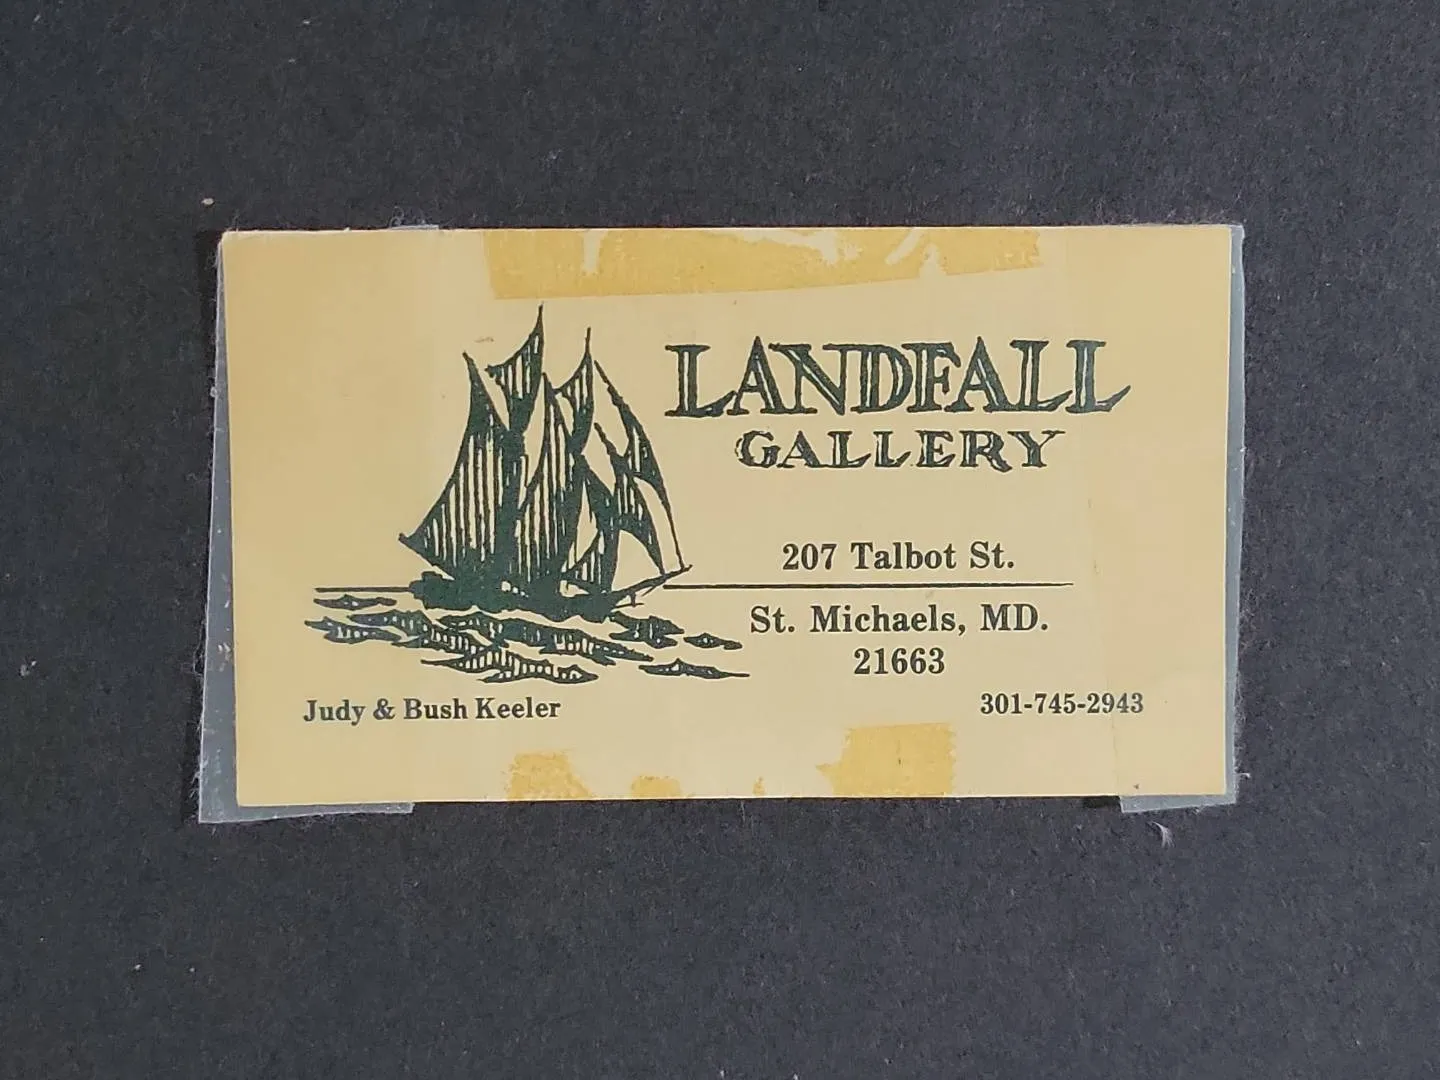 LANDFALL
GALLERY
207 Talbot St.
St. Michaels, MD.
21663
Judy & Bush Keeler
301-745-2943